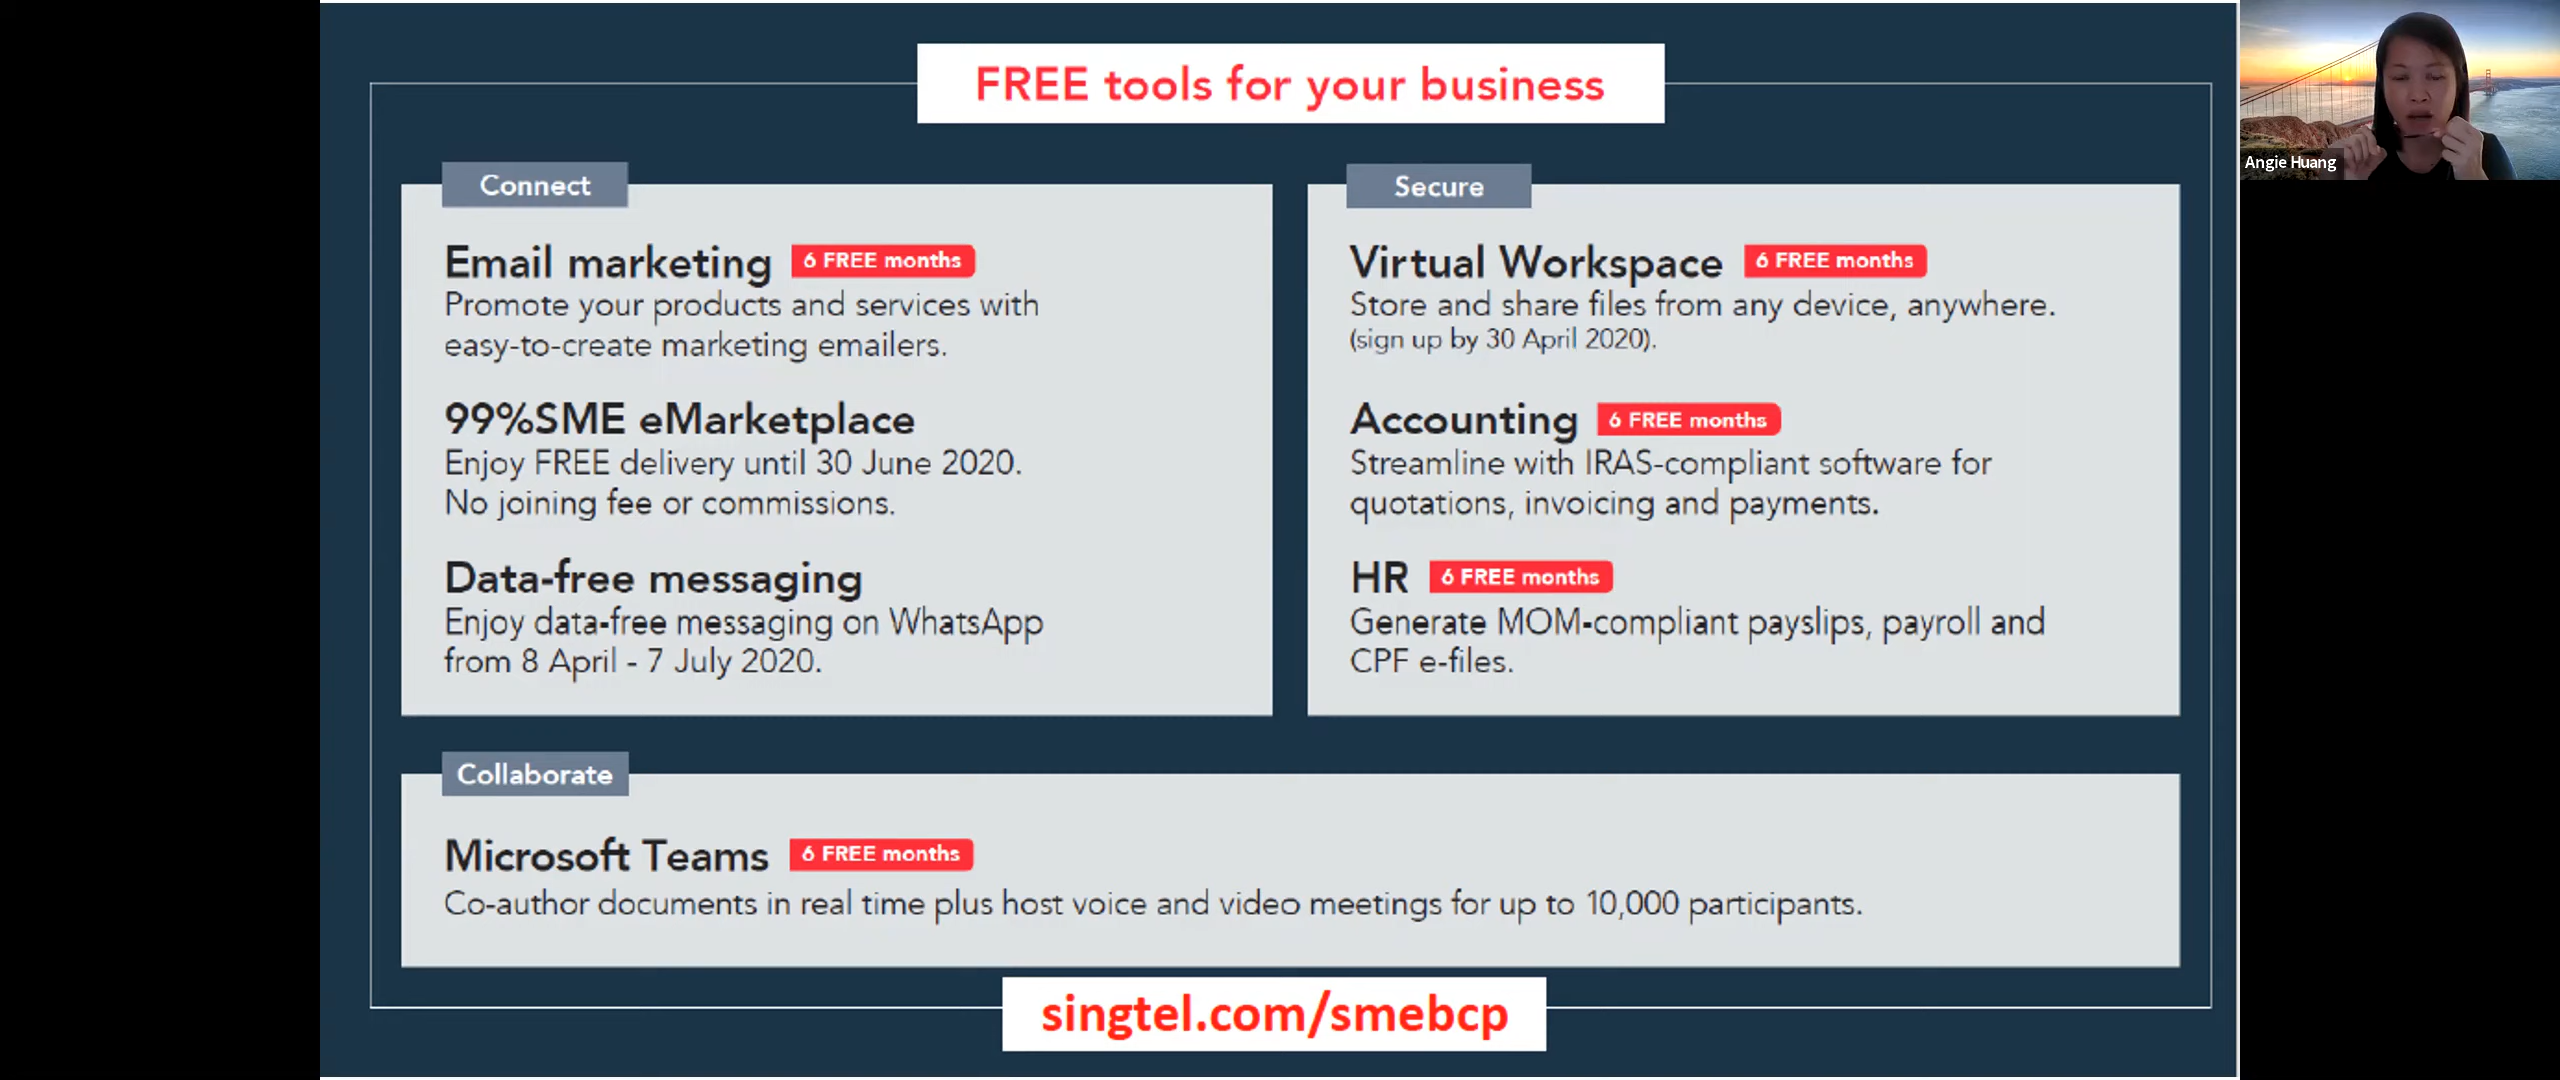 FREE tools for your business
Connect
Email marketing 6 FREE months
Promote your products and services with
easy-to-create marketing emailers.
99%SME eMarketplace
Enjoy FREE delivery until 30 June 2020.
No joining fee or commissions.
Data-free messaging
Enjoy data-free messaging on WhatsApp
from 8 April - 7 July 2020.
Secure
Virtual Workspace 6 FREE months
Store and share files from any device, anywhere.
(sign up by 30 April 2020).
Accounting 6 FREE months
Streamline with IRAS-compliant software for
quotations, invoicing and payments.
HR 6 FREE months
Generate MOM-compliant payslips, payroll and
CPF e-files.
Collaborate
Microsoft Teams 6 FREE months
Co-author documents in real time plus host voice and video meetings for up to 10,000 participants.
singtel.com/smebcp
Angie Huang